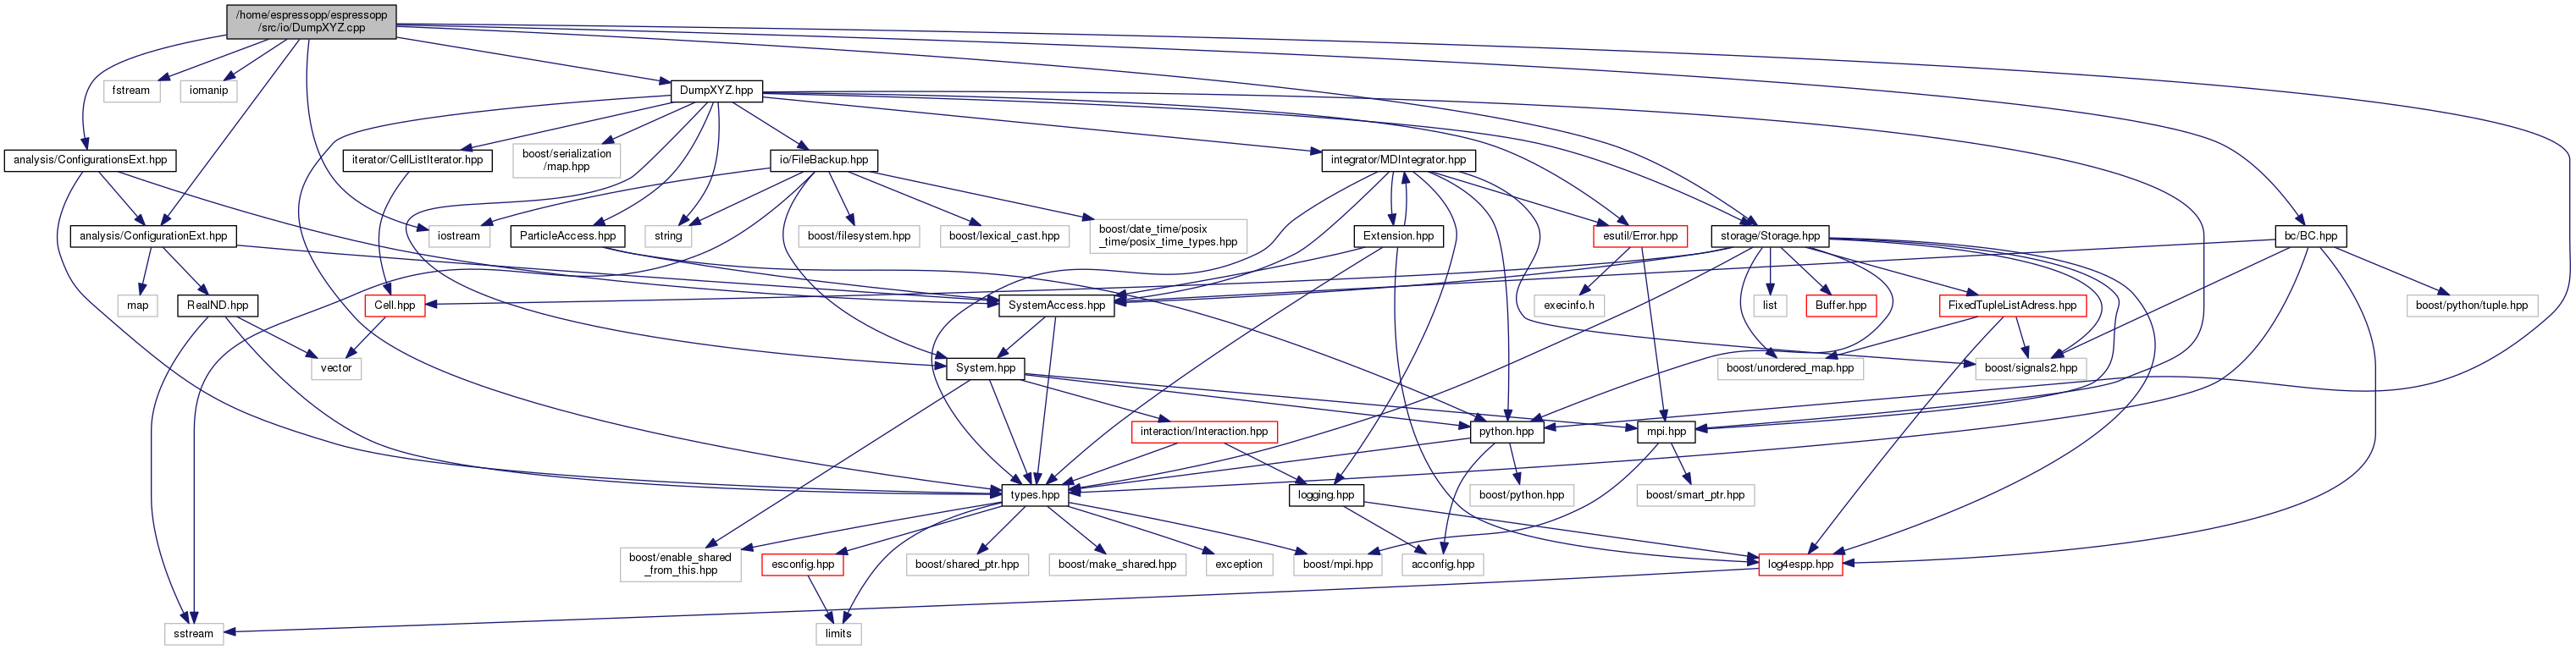 /home/espressopp/espressopp
/src/io/DumpXYZ.cpp
fstream
iomanip
DumpXYZ.hpp
analysis/ConfigurationsExt.hpp
iterator/CellListIterator.hpp
boost/serialization
/map.hpp
io/FileBackup.hpp
integrator/MDIntegrator.hpp
analysis/ConfigurationExt.hpp
iostream
ParticleAccess.hpp
string
boost/filesystem.hpp
boost/lexical_cast.hpp
boost/date_time/posix
_time/posix_time_types.hpp
Extension.hpp
esutil/Error.hpp
storage/Storage.hpp
bc/BC.hpp
map
RealND.hpp
Cell.hpp
SystemAccess.hpp
execinfo.h
list
Buffer.hpp
FixedTupleListAdress.hpp
boost/python/tuple.hpp
vector
System.hpp
boost/unordered_map.hpp
boost/signals2.hpp
interaction/Interaction.hpp
python.hpp
mpi.hpp
types.hpp
logging.hpp
boost/python.hpp
boost/smart_ptr.hpp
boost/enable_shared
_from_this.hpp
esconfig.hpp
boost/shared_ptr.hpp
boost/make_shared.hpp
exception
boost/mpi.hpp
acconfig.hpp
log4espp.hpp
sstream
limits